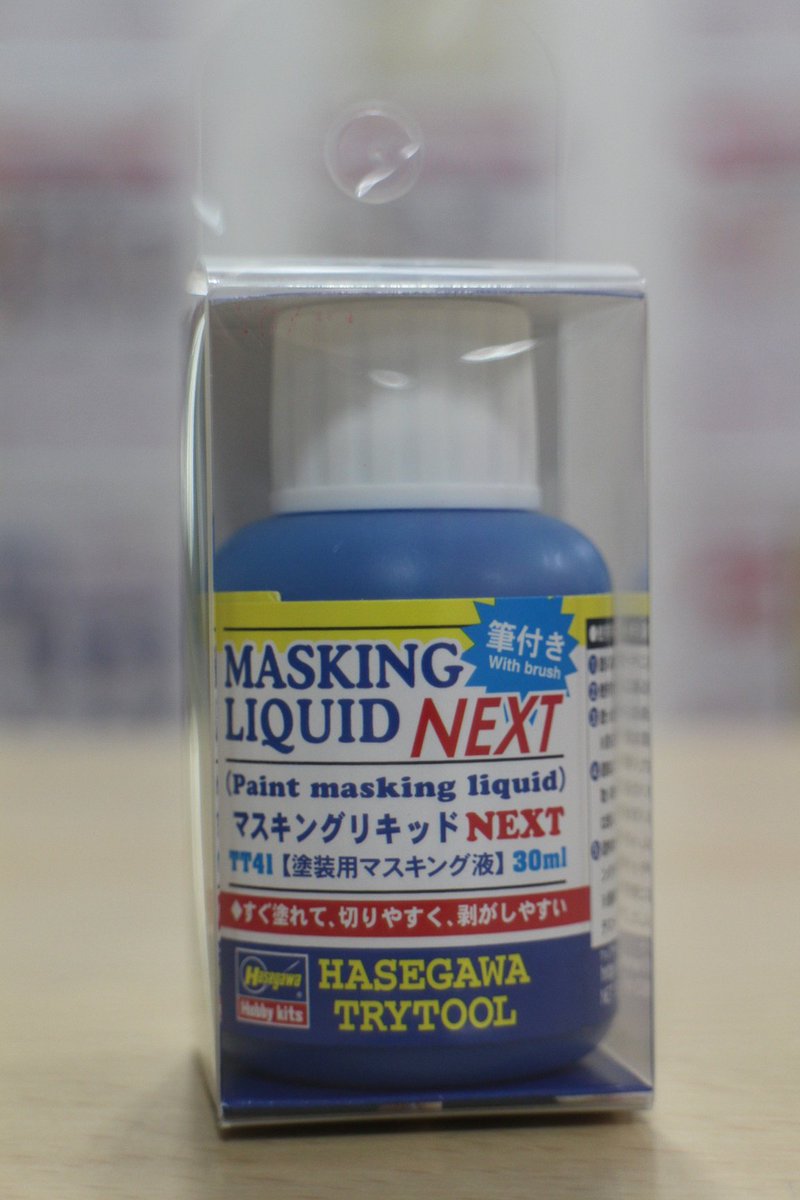 筆付き
With brush
MASKING
LIQUID NEXT
(Paint masking liquid)
マスキングリキッド NEXT
TT41【塗装用マスキング液】30ml
◆すぐ塗れて、切りやすく、剥がしやすい
Hasegawa
Hobby kits
HASEGAWA
TRYTOOL